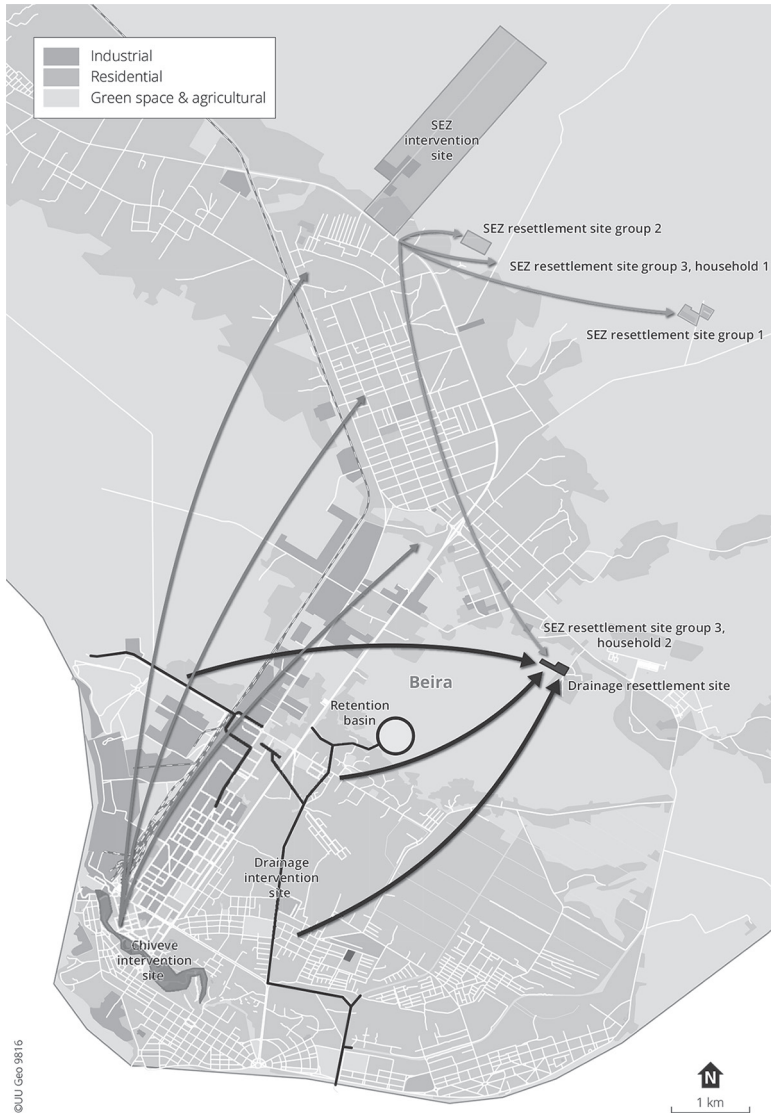 Industrial
Residential
Green space & agricultural
SEZ
intervention
site
SEZ resettlement site group 2
SEZ resettlement site group 3, household 1
SEZ resettlement site group 1
SEZ resettlement site group 3,
household 2
Drainage resettlement site
Beira
Retention
basin
Drainage
intervention
site
Chiveve
intervention
site
©UU Geo 9816
N
1 km